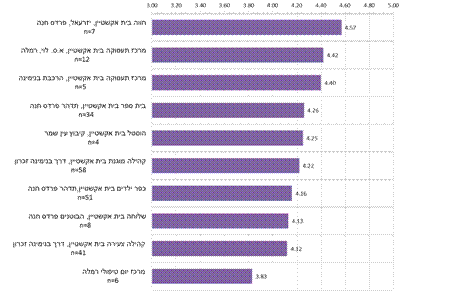 3.00 3.20 3.40 3.60 3.80 4.00 4.20 4.40 4.60 4.80 5.00
חווה בית אקשטיין, יזרעאל, פרדס חנה
n=7
4.57
מרכז תעסוקה בית אקשטיין, א.ס. לוי, רמלה
n=12
4.42
מרכז תעסוקה בית אקשטיין, הרכבת בנימינה
n=5
4.40
בית ספר בית אקשטיין, תדהר פרדס חנה
n=34
4.26
הוסטל בית אקשטיין, קיבוץ עין שמר
n=4
4.25
קהילה מוגנת בית אקשטיין, דרך בנימינה זכרון
n=58
4.22
כפר ילדים בית אקשטיין,תדהר פרדס חנה
n=51
4.16
שלוחה בית אקשטיין, הבוטנים פרדס חנה
n=8
4.13
קהילה צעירה בית אקשטיין, דרך בנימינה זכרון
n=41
4.12
מרכז יום טיפולי רמלה
n=6
3.83